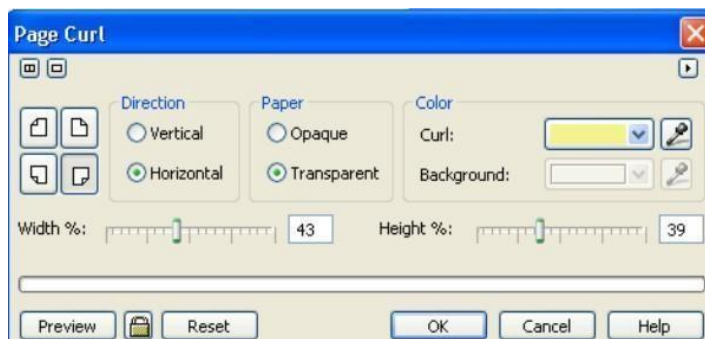 Page Curl
Direction Paper Color
Vertical Opaque Curl:
Horizontal Transparent Background:
Width %: 43 Height %: 39
Preview Reset OK Cancel Help